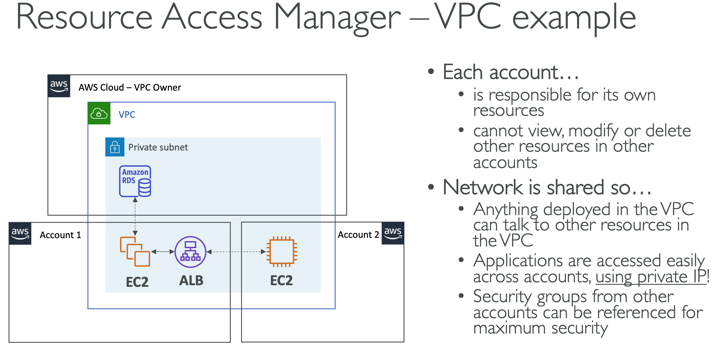 Resource Access Manager – VPC example
aws
AWS Cloud – VPC Owner
VPC
Private subnet
Amazon
RDS
aws
Account 1
Account 2
aws
EC2
ALB
EC2
• Each account…
• is responsible for its own
resources
• cannot view, modify or delete
other resources in other
accounts
• Network is shared so…
• Anything deployed in the VPC
can talk to other resources in
the VPC
• Applications are accessed easily
across accounts, using private IP!
• Security groups from other
accounts can be referenced for
maximum security